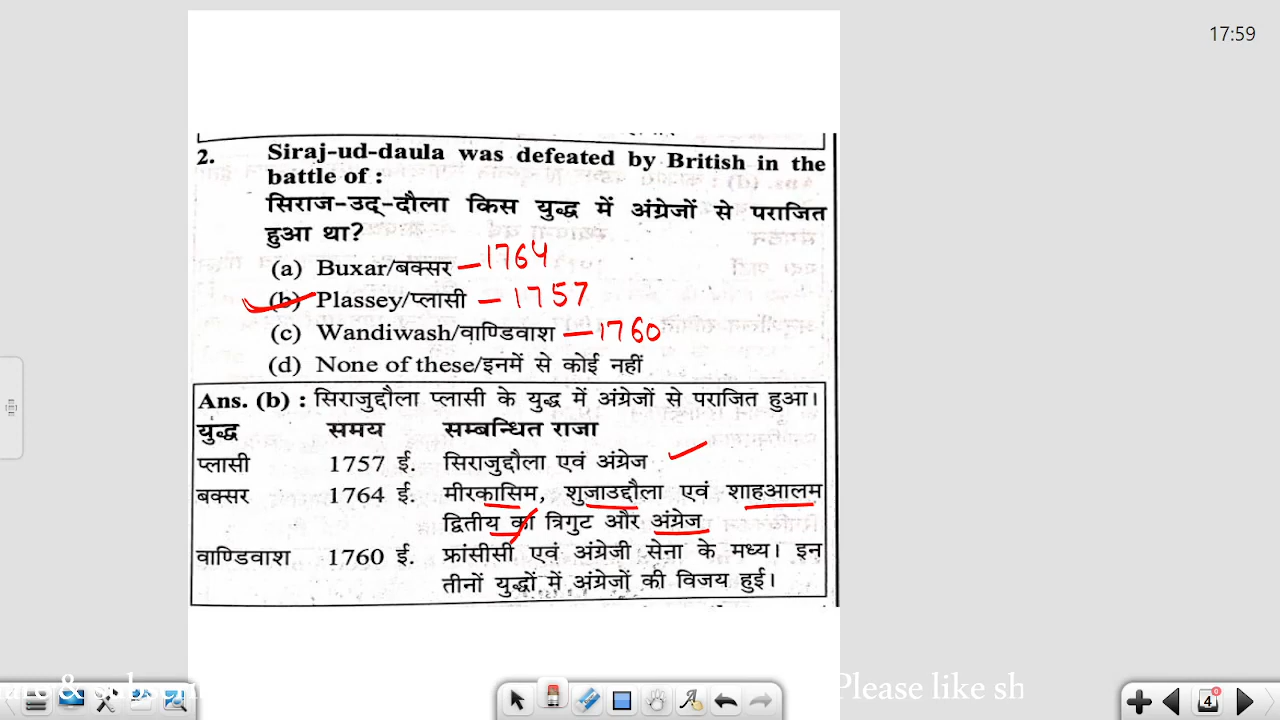 17:59
2. Siraj-ud-daula was defeated by British in the
battle of :
सिराज-उद्-दौला किस युद्ध में अंग्रेजों से पराजित
हुआ था?
(a) Buxar/बक्सर – 1764
(b) Plassey/प्लासी – 1757
(c) Wandiwash/वाण्डिवाश – 1760
(d) None of these/इनमें से कोई नहीं
Ans. (b) : सिराजुद्दौला प्लासी के युद्ध में अंग्रेजों से पराजित हुआ।
युद्ध समय सम्बन्धित राजा
प्लासी 1757 ई. सिराजुद्दौला एवं अंग्रेज
बक्सर 1764 ई. मीरकासिम, शुजाउद्दौला एवं शाहआलम
द्वितीय का त्रिगुट और अंग्रेज
वाण्डिवाश 1760 ई. फ्रांसीसी एवं अंग्रेजी सेना के मध्य। इन
तीनों युद्धों में अंग्रेजों की विजय हुई।
& Please like sh
4